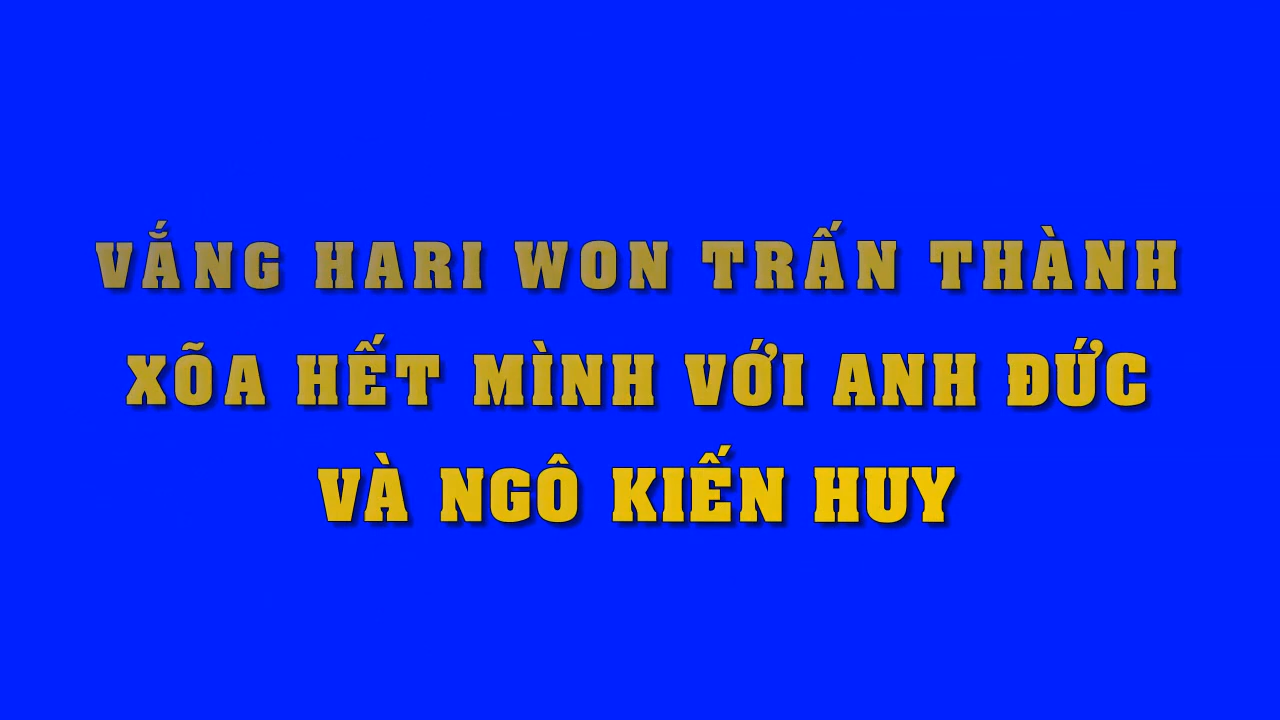 VẮNG HARI WON TRẤN THÀNH
XÕA HẾT MÌNH VỚI ANH ĐỨC
VÀ NGÔ KIẾN HUY